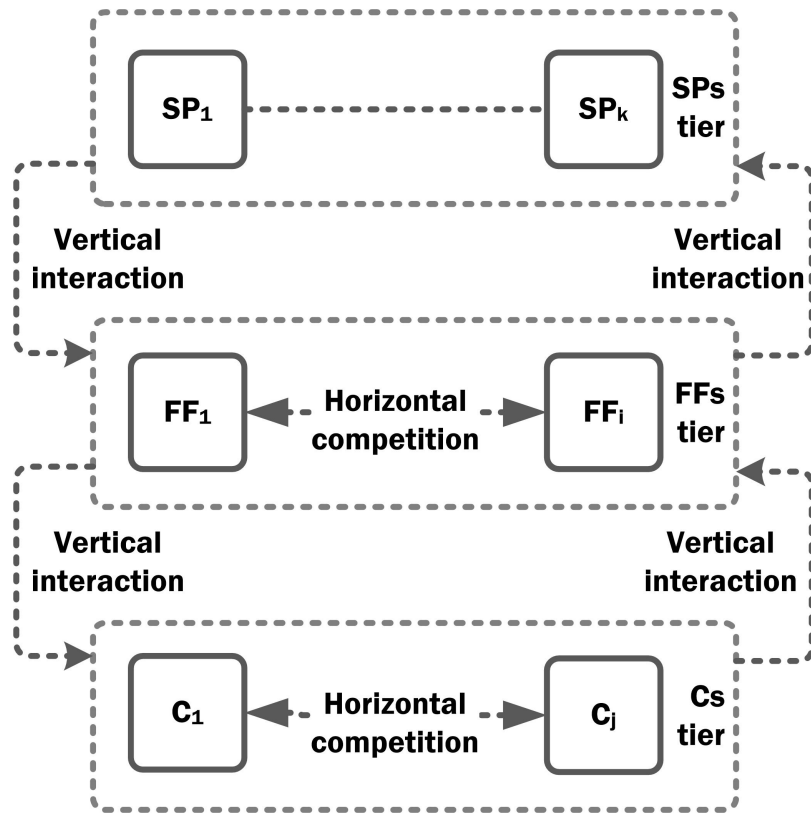 SP₁
SPₖ
SPs
tier
Vertical
interaction
Vertical
interaction
FF₁
Horizontal
competition
FFᵢ
FFs
tier
Vertical
interaction
Vertical
interaction
C₁
Horizontal
competition
Cⱼ
Cs
tier